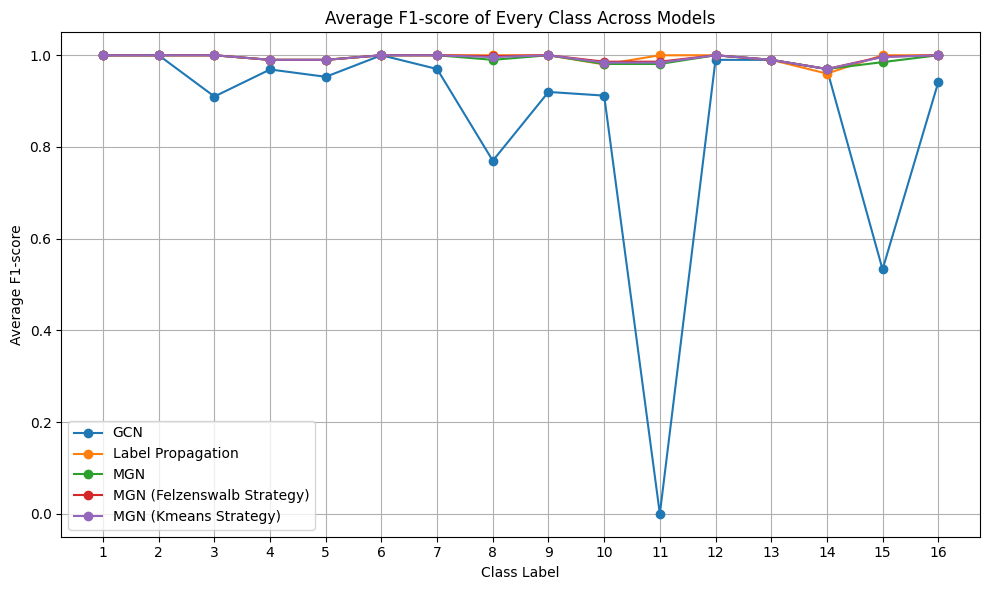 Average F1-score of Every Class Across Models
Average F1-score
1.0
0.8
0.6
0.4
0.2
0.0
GCN
Label Propagation
MGN
MGN (Felzenswalb Strategy)
MGN (Kmeans Strategy)
1 2 3 4 5 6 7 8 9 10 11 12 13 14 15 16
Class Label